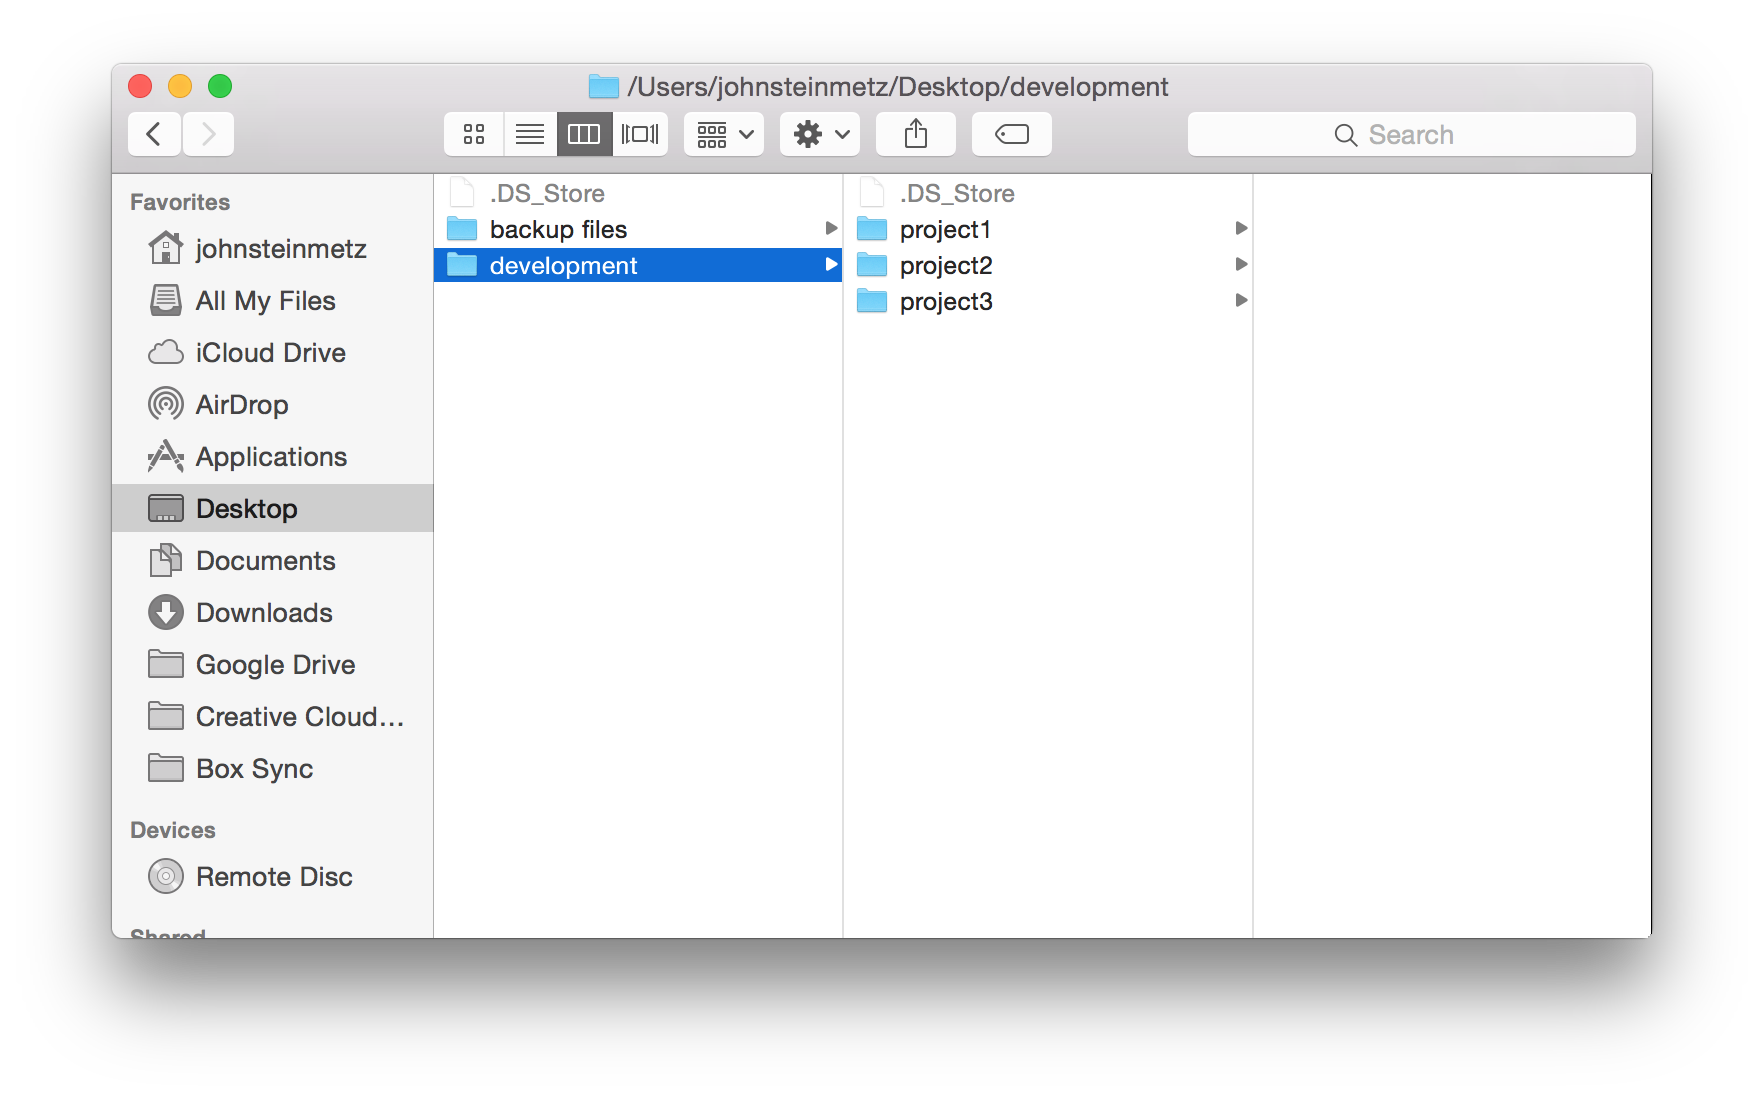 /Users/johnsteinmetz/Desktop/development
Search
Favorites
johnsteinmetz
All My Files
iCloud Drive
AirDrop
Applications
Desktop
Documents
Downloads
Google Drive
Creative Cloud...
Box Sync
Devices
Remote Disc
Shared
.DS_Store
backup files
development
.DS_Store
project1
project2
project3